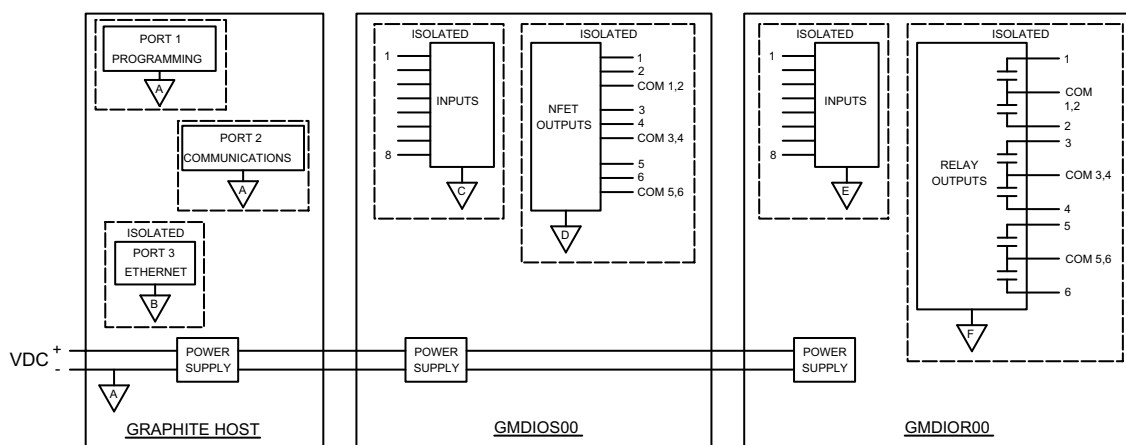 PORT 1
PROGRAMMING
A
PORT 2
COMMUNICATIONS
A
ISOLATED
PORT 3
ETHERNET
B
VDC
+
-
A
POWER
SUPPLY
GRAPHITE HOST
ISOLATED
1
8
INPUTS
C
ISOLATED
NFET
OUTPUTS
1
2
COM 1,2
3
4
COM 3,4
5
6
COM 5,6
D
POWER
SUPPLY
GMDIOS00
ISOLATED
1
8
INPUTS
E
ISOLATED
RELAY
OUTPUTS
1
COM
1,2
2
3
COM 3,4
4
5
COM 5,6
6
F
POWER
SUPPLY
GMDIOR00